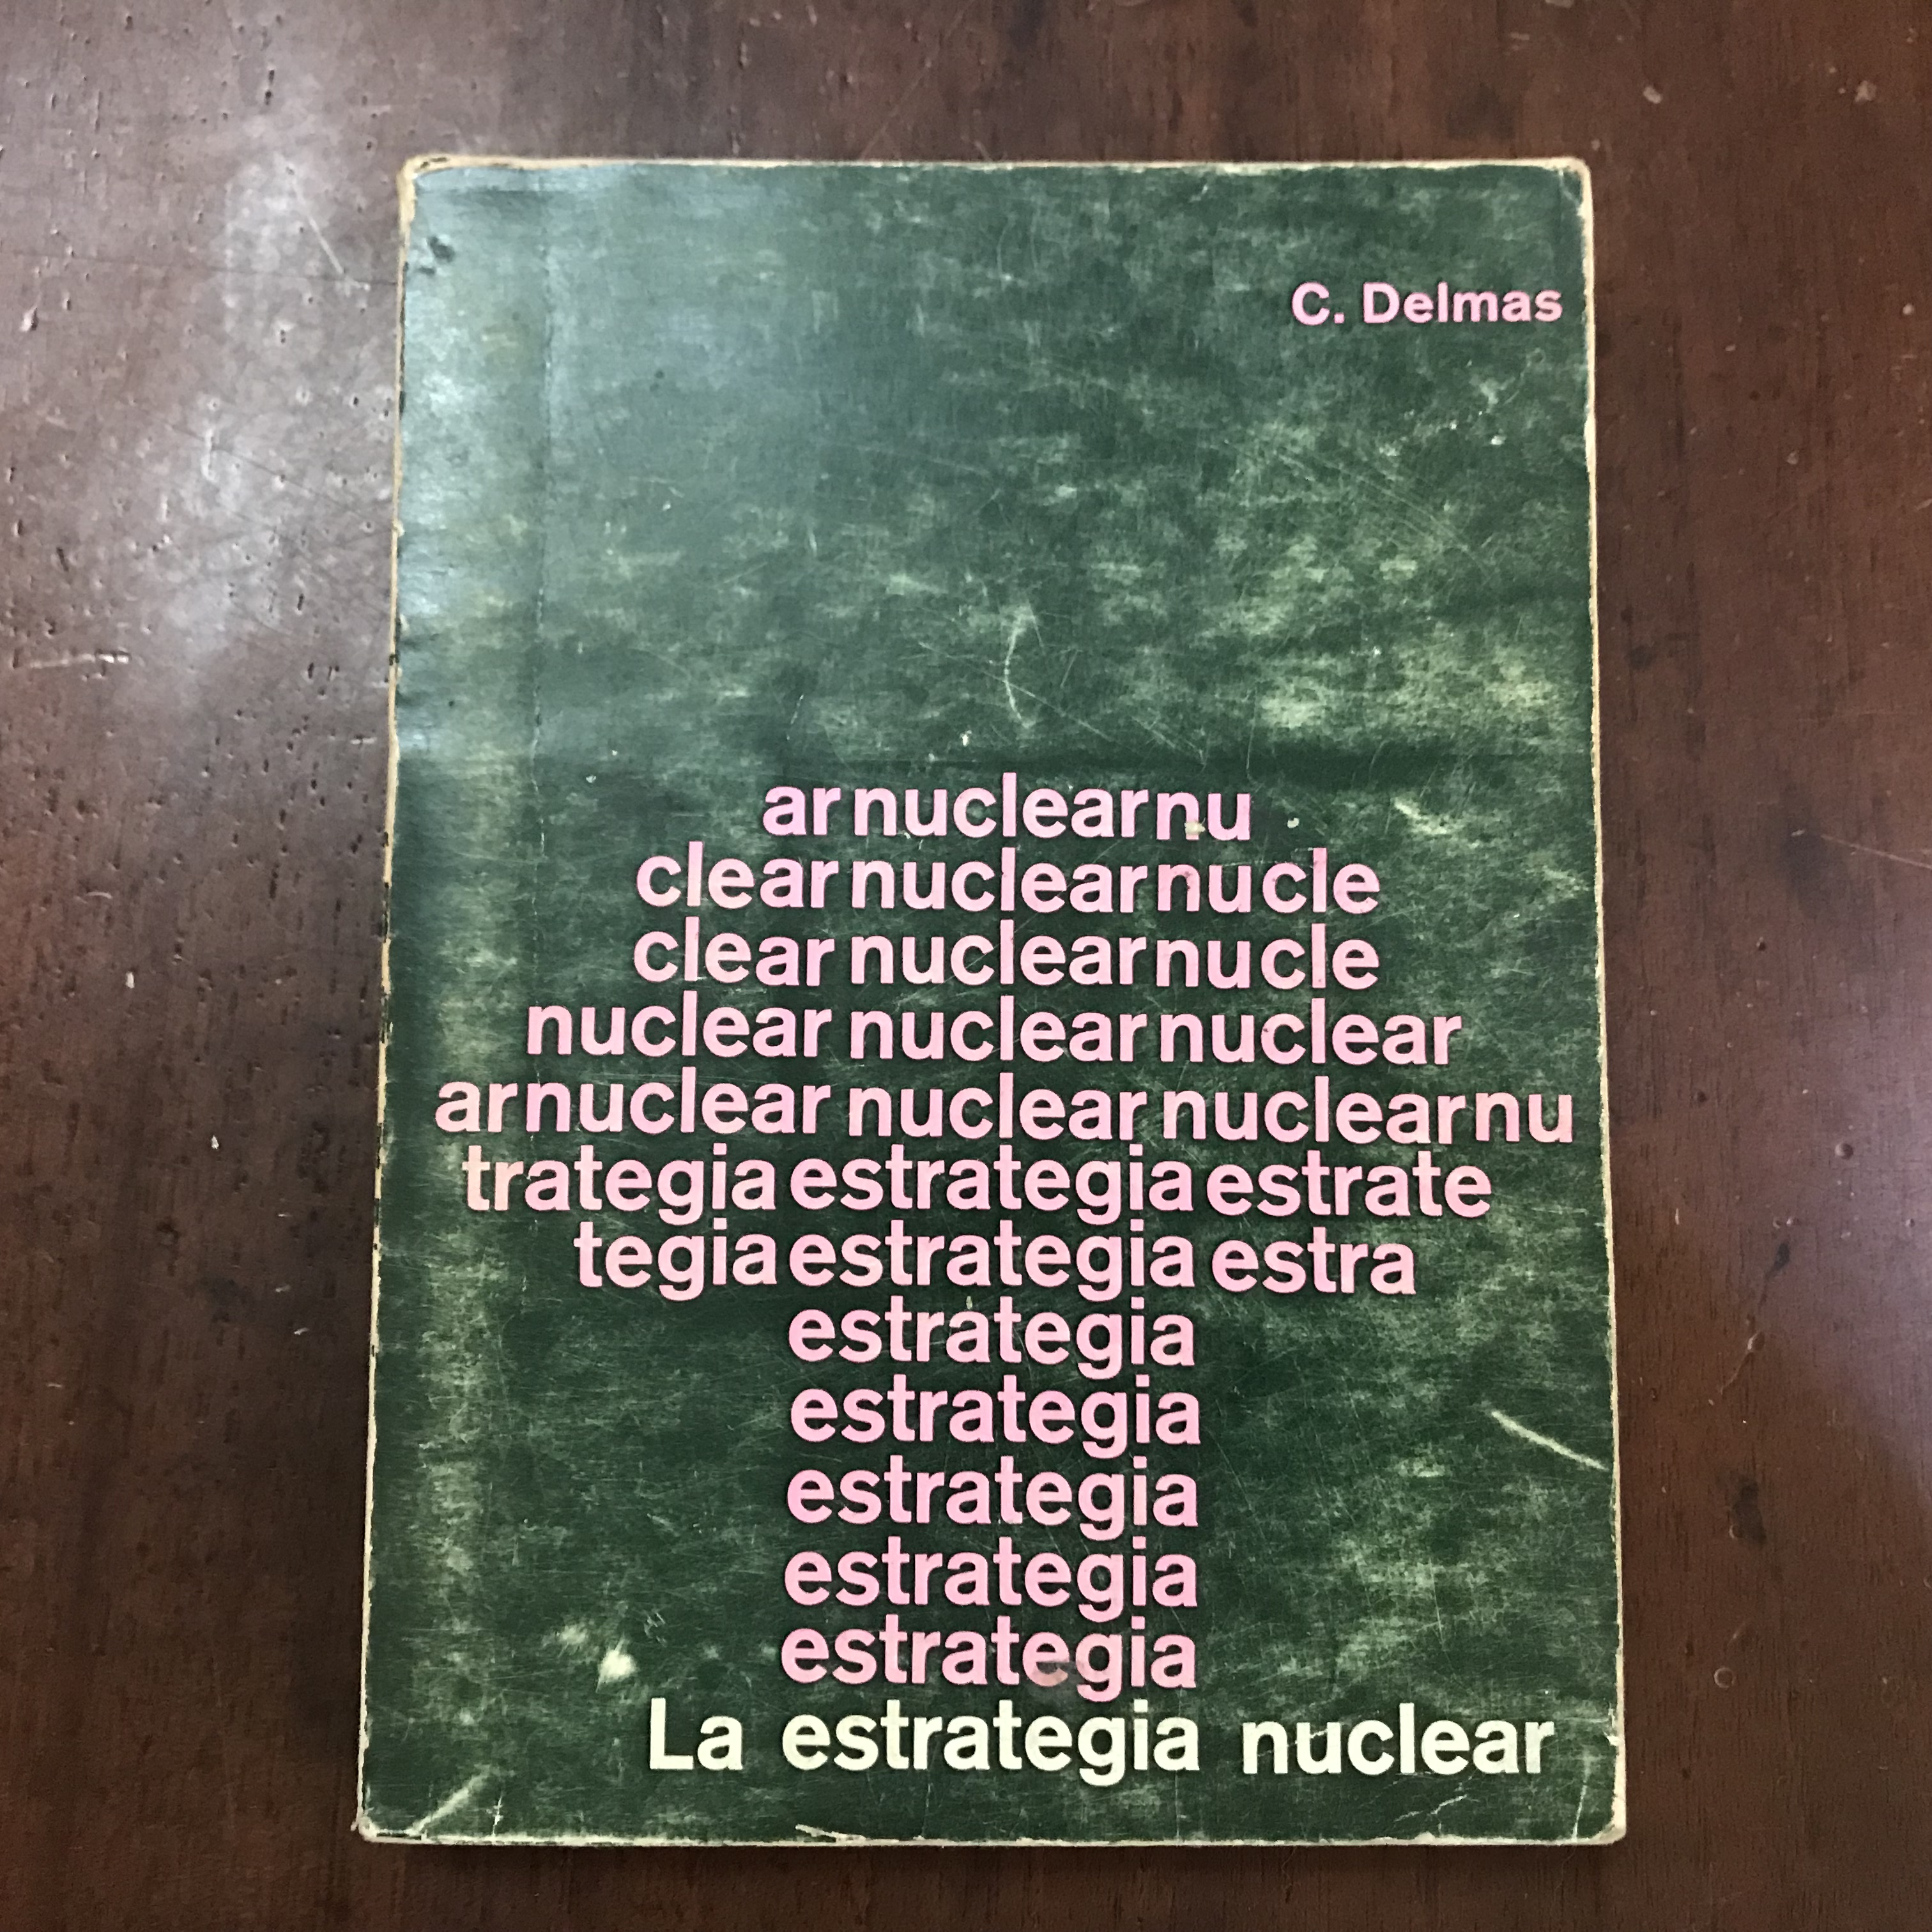 C. Delmas
ar nuclear nu
clear nuclear nucle
clear nuclear nucle
nuclear nuclear nuclear
ar nuclear nuclear nuclear nu
trategia estrategia estrate
tegia estrategia estra
estrategia
estrategia
estrategia
estrategia
estrategia
La estrategia nuclear